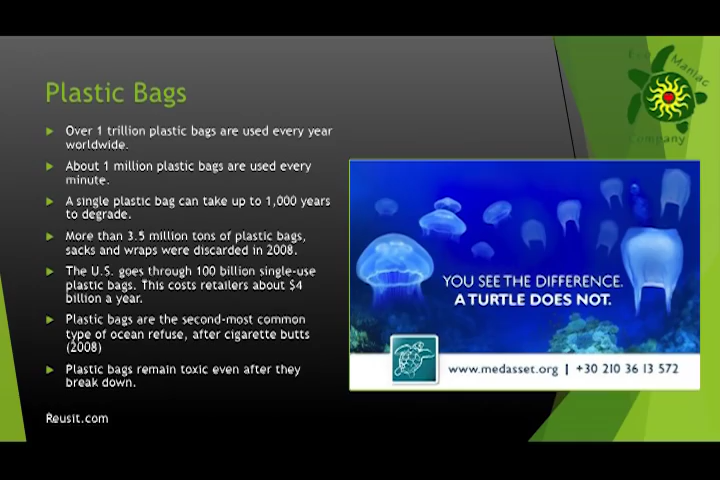 Plastic Bags
Over 1 trillion plastic bags are used every year
worldwide.
About 1 million plastic bags are used every
minute.
A single plastic bag can take up to 1,000 years
to degrade.
More than 3.5 million tons of plastic bags,
sacks and wraps were discarded in 2008.
The U.S. goes through 100 billion single-use
plastic bags. This costs retailers about $4
billion a year.
Plastic bags are the second-most common
type of ocean refuse, after cigarette butts
(2008)
Plastic bags remain toxic even after they
break down.
Reusit.com
Maniac
Company
YOU SEE THE DIFFERENCE.
A TURTLE DOES NOT.
www.medasset.org | +30 210 36 13 572